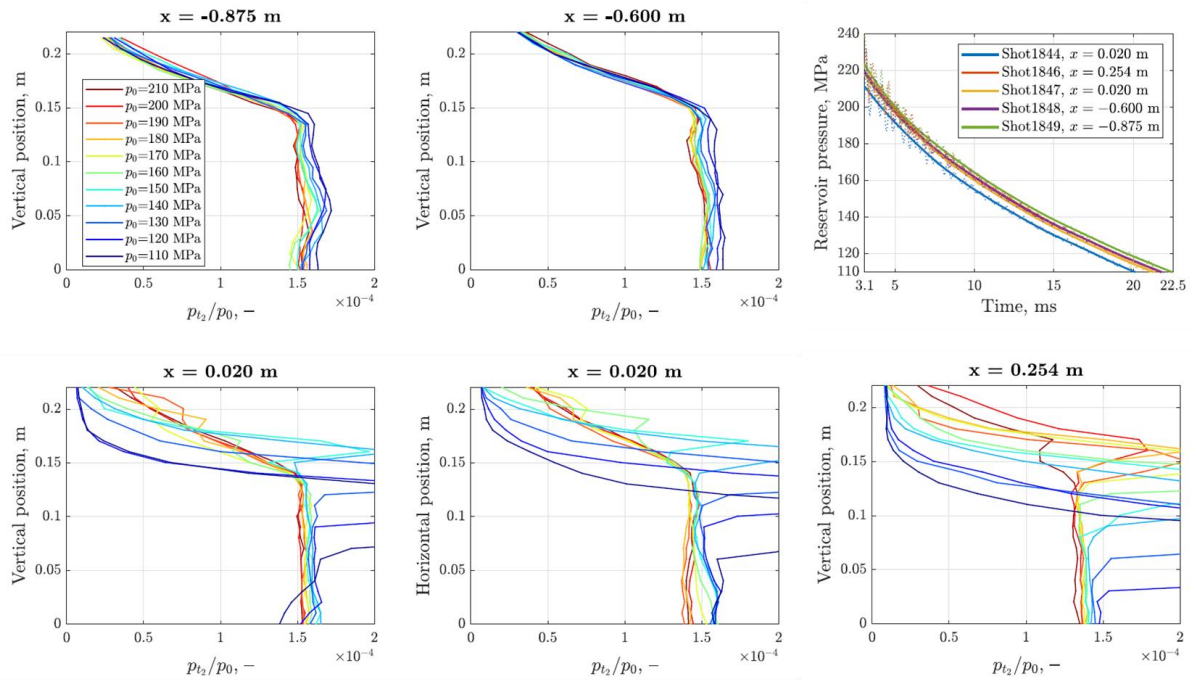 x = -0.875 m
Vertical position, m
0.2
0.15
0.1
0.05
0
p₀=210 MPa
p₀=200 MPa
p₀=190 MPa
p₀=180 MPa
p₀=170 MPa
p₀=160 MPa
p₀=150 MPa
p₀=140 MPa
p₀=130 MPa
p₀=120 MPa
p₀=110 MPa
0 0.5 1 1.5 2
×10⁻⁴
pₜ₂/p₀, –
x = -0.600 m
Vertical position, m
0.2
0.15
0.1
0.05
0
0 0.5 1 1.5 2
×10⁻⁴
pₜ₂/p₀, –
Reservoir pressure, MPa
240
220
200
180
160
140
120
110
Shot1844, x = 0.020 m
Shot1846, x = 0.254 m
Shot1847, x = 0.020 m
Shot1848, x = −0.600 m
Shot1849, x = −0.875 m
3.1 5 10 15 20 22.5
Time, ms
x = 0.020 m
Vertical position, m
0.2
0.15
0.1
0.05
0
0 0.5 1 1.5 2
×10⁻⁴
pₜ₂/p₀, –
x = 0.020 m
Horizontal position, m
0.2
0.15
0.1
0.05
0
0 0.5 1 1.5 2
×10⁻⁴
pₜ₂/p₀, –
x = 0.254 m
Vertical position, m
0.2
0.15
0.1
0.05
0
0 0.5 1 1.5 2
×10⁻⁴
pₜ₂/p₀, –